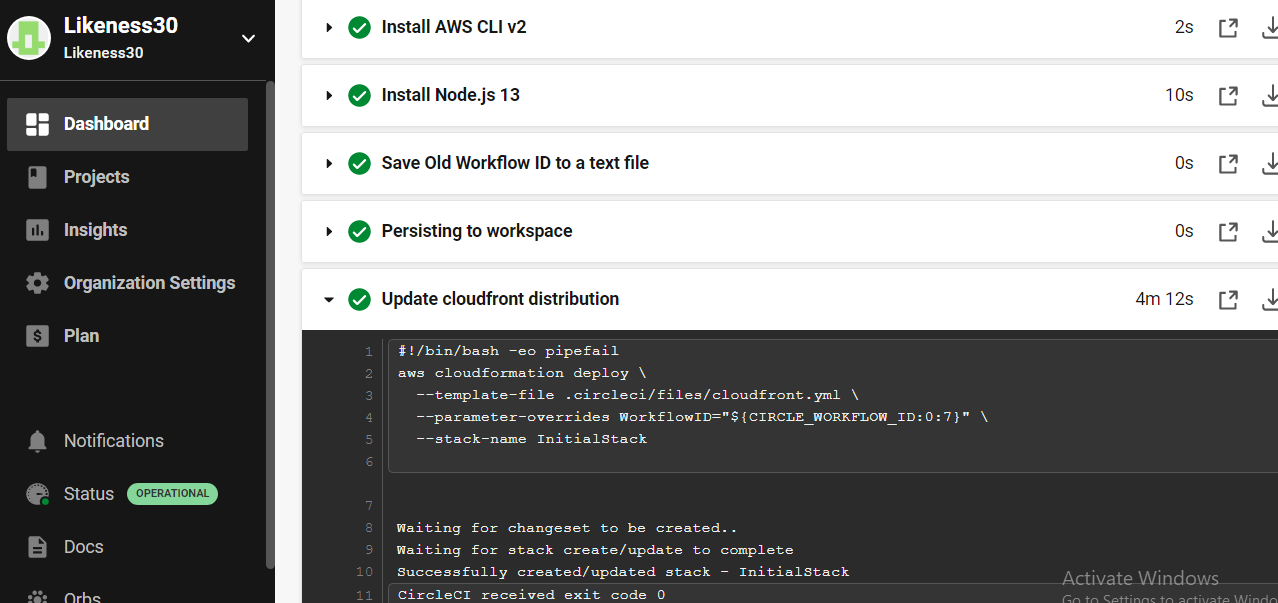 Likeness30
Likeness30
Dashboard
Projects
Insights
Organization Settings
Plan
Notifications
Status OPERATIONAL
Docs
Orbs
Install AWS CLI v2 2s
Install Node.js 13 10s
Save Old Workflow ID to a text file 0s
Persisting to workspace 0s
Update cloudfront distribution 4m 12s
1 #!/bin/bash -eo pipefail
2 aws cloudformation deploy \
3 --template-file .circleci/files/cloudfront.yml \
4 --parameter-overrides WorkflowID="${CIRCLE_WORKFLOW_ID:0:7}" \
5 --stack-name InitialStack
6
7
8 Waiting for changeset to be created..
9 Waiting for stack create/update to complete
10 Successfully created/updated stack - InitialStack
11 CircleCI received exit code 0
Activate Windows
Go to Settings to activate Windo